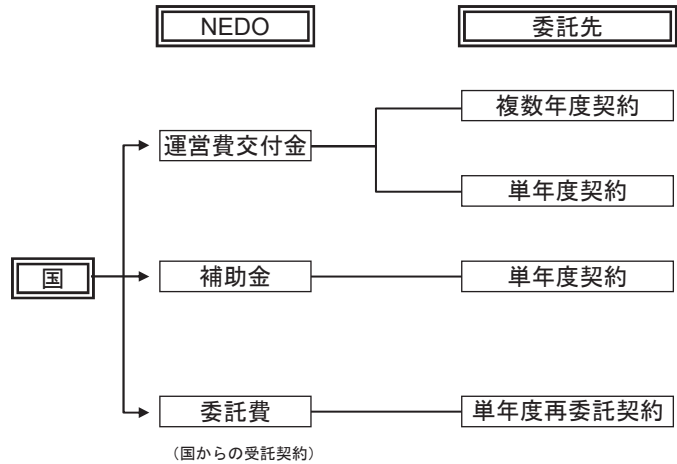 NEDO
委託先
複数年度契約
運営費交付金
単年度契約
国
補助金
単年度契約
委託費
単年度再委託契約
（国からの受託契約）